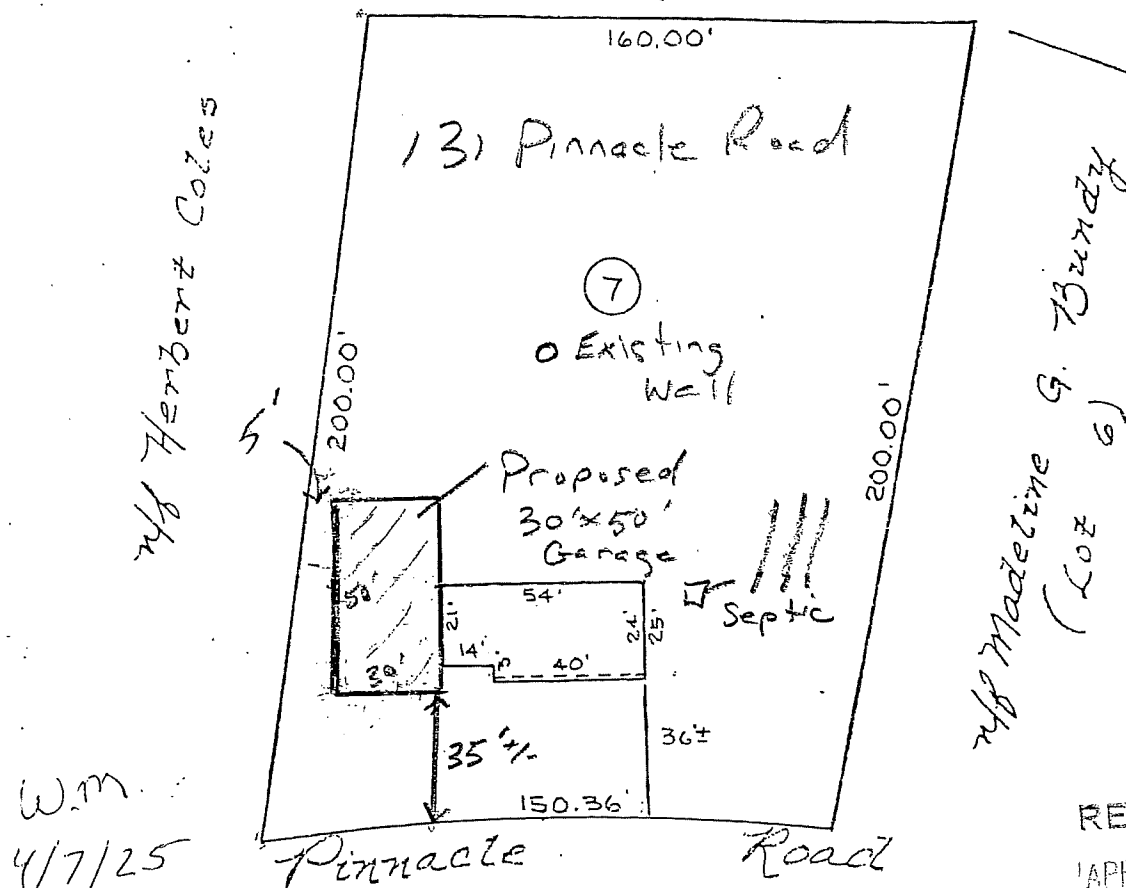 160.00'
131 Pinnacle Road
n/f Herbert Coles
7
Existing
Well
200.00'
5'
Proposed
30'x50'
Garage
200.00'
n/f Madeline G. Bundy
(Lot 6)
50'
30'
54'
21'
14'
3'
40'
24'
25'
Septic
35'+/-
36'±
150.36'
W.M.
4/7/25
Pinnacle Road
RE